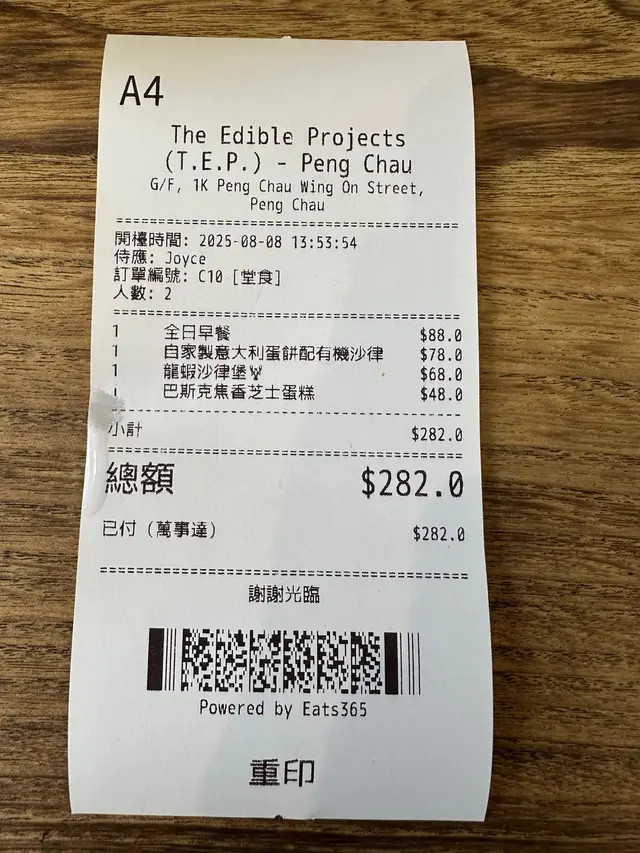 A4
The Edible Projects
(T.E.P.) - Peng Chau
G/F, 1K Peng Chau Wing On Street,
Peng Chau
開檯時間: 2025-08-08 13:53:54
侍應: Joyce
訂單編號: C10 [堂食]
人數: 2
1 全日早餐 $88.0
1 自家製意大利蛋餅配有機沙律 $78.0
1 龍蝦沙律堡🦞 $68.0
1 巴斯克焦香芝士蛋糕 $48.0
小計 $282.0
總額 $282.0
已付 (萬事達) $282.0
謝謝光臨
Powered by Eats365
重印